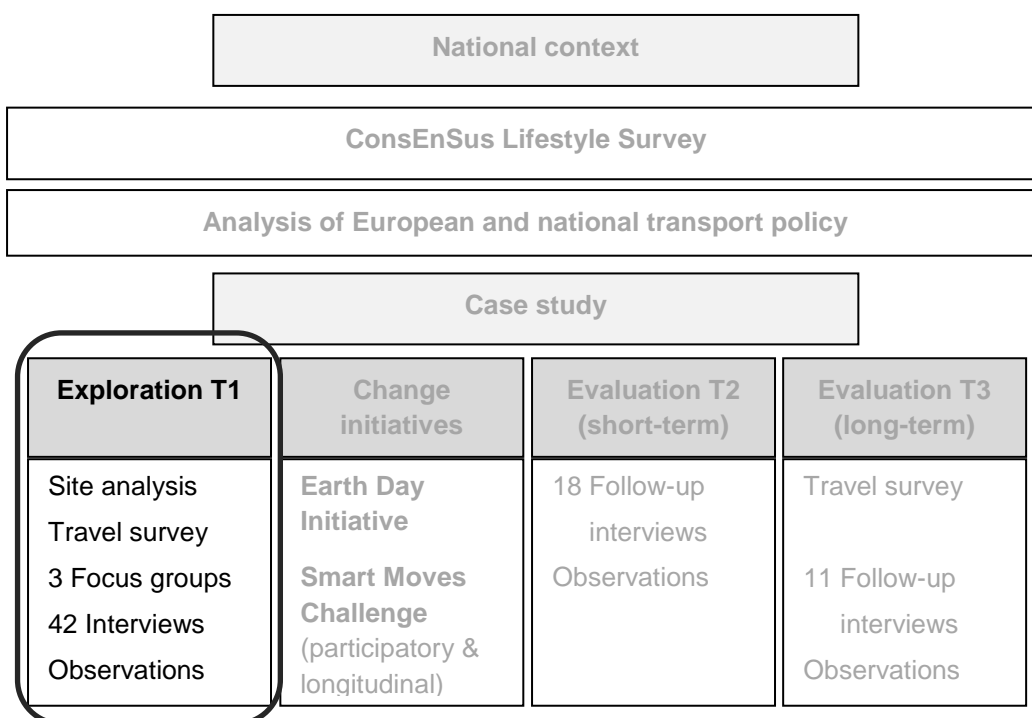 National context
ConsEnSus Lifestyle Survey
Analysis of European and national transport policy
Case study
Exploration T1
Change
initiatives
Evaluation T2
(short-term)
Evaluation T3
(long-term)
Site analysis
Travel survey
3 Focus groups
42 Interviews
Observations
Earth Day
Initiative
Smart Moves
Challenge
(participatory &
longitudinal)
18 Follow-up
interviews
Observations
Travel survey
11 Follow-up
interviews
Observations